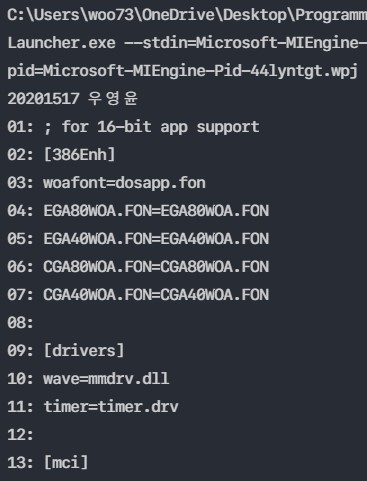 C:\Users\woo73\OneDrive\Desktop\Programm
Launcher.exe --stdin=Microsoft-MIEngine-
pid=Microsoft-MIEngine-Pid-44lyntgt.wpj
20201517 우영윤
01: ; for 16-bit app support
02: [386Enh]
03: woafont=dosapp.fon
04: EGA80WOA.FON=EGA80WOA.FON
05: EGA40WOA.FON=EGA40WOA.FON
06: CGA80WOA.FON=CGA80WOA.FON
07: CGA40WOA.FON=CGA40WOA.FON
08:
09: [drivers]
10: wave=mmdrv.dll
11: timer=timer.drv
12:
13: [mci]